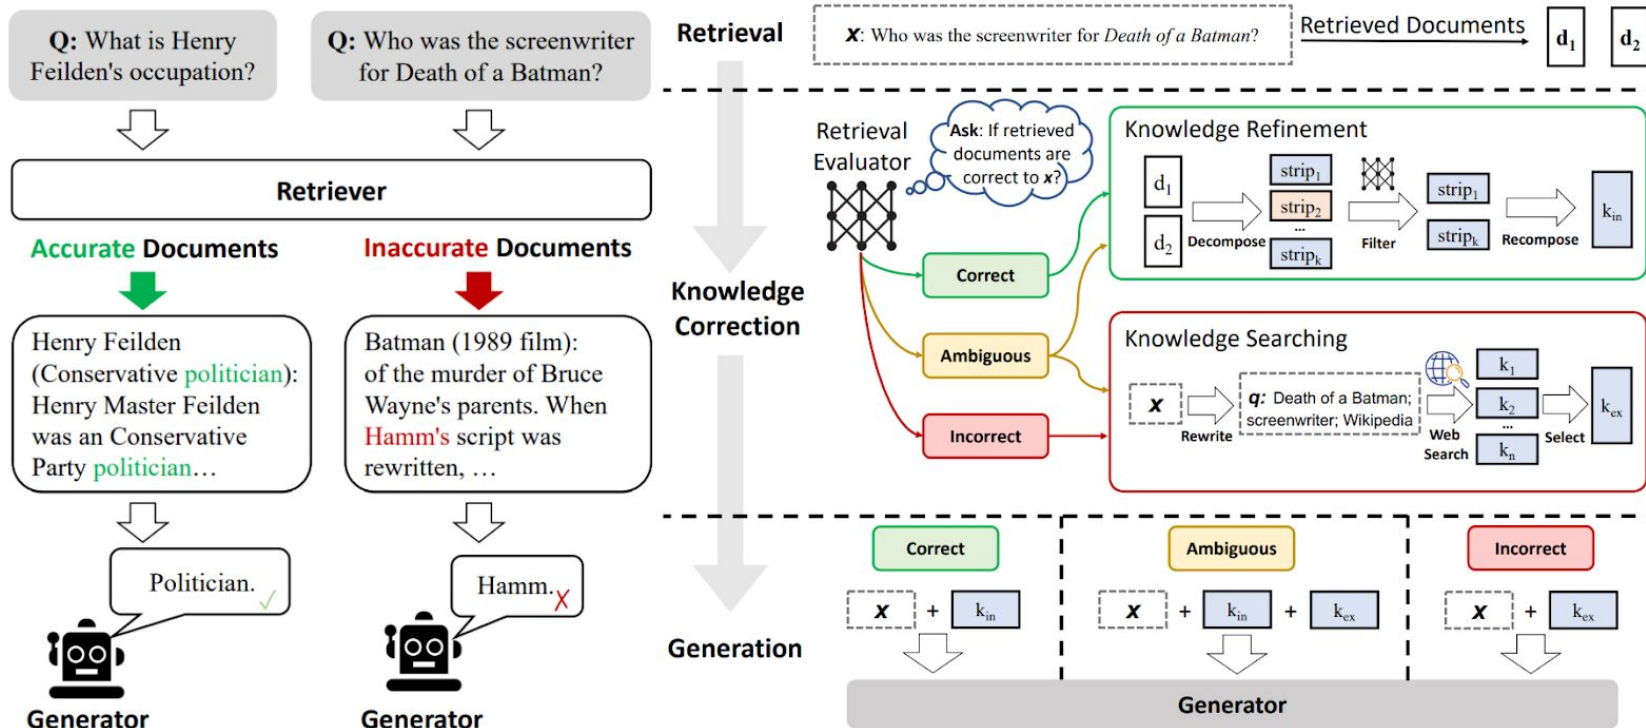 Q: What is Henry
Feilden's occupation?
Q: Who was the screenwriter
for Death of a Batman?
Retriever
Accurate Documents
Inaccurate Documents
Henry Feilden
(Conservative politician):
Henry Master Feilden
was an Conservative
Party politician…
Batman (1989 film):
of the murder of Bruce
Wayne's parents. When
Hamm's script was
rewritten, …
Politician.
Hamm.
Generator
Generator
Retrieval
x: Who was the screenwriter for Death of a Batman?
Retrieved Documents
d1
d2
Knowledge
Correction
Retrieval
Evaluator
Ask: If retrieved
documents are
correct to x?
Correct
Ambiguous
Incorrect
Knowledge Refinement
d1
d2
Decompose
strip1
strip2
...
stripk
Filter
strip1
stripk
Recompose
kin
Knowledge Searching
x
Rewrite
q: Death of a Batman;
screenwriter; Wikipedia
Web
Search
k1
k2
...
kn
Select
kex
Generation
Correct
x + kin
Ambiguous
x + kin + kex
Incorrect
x + kex
Generator